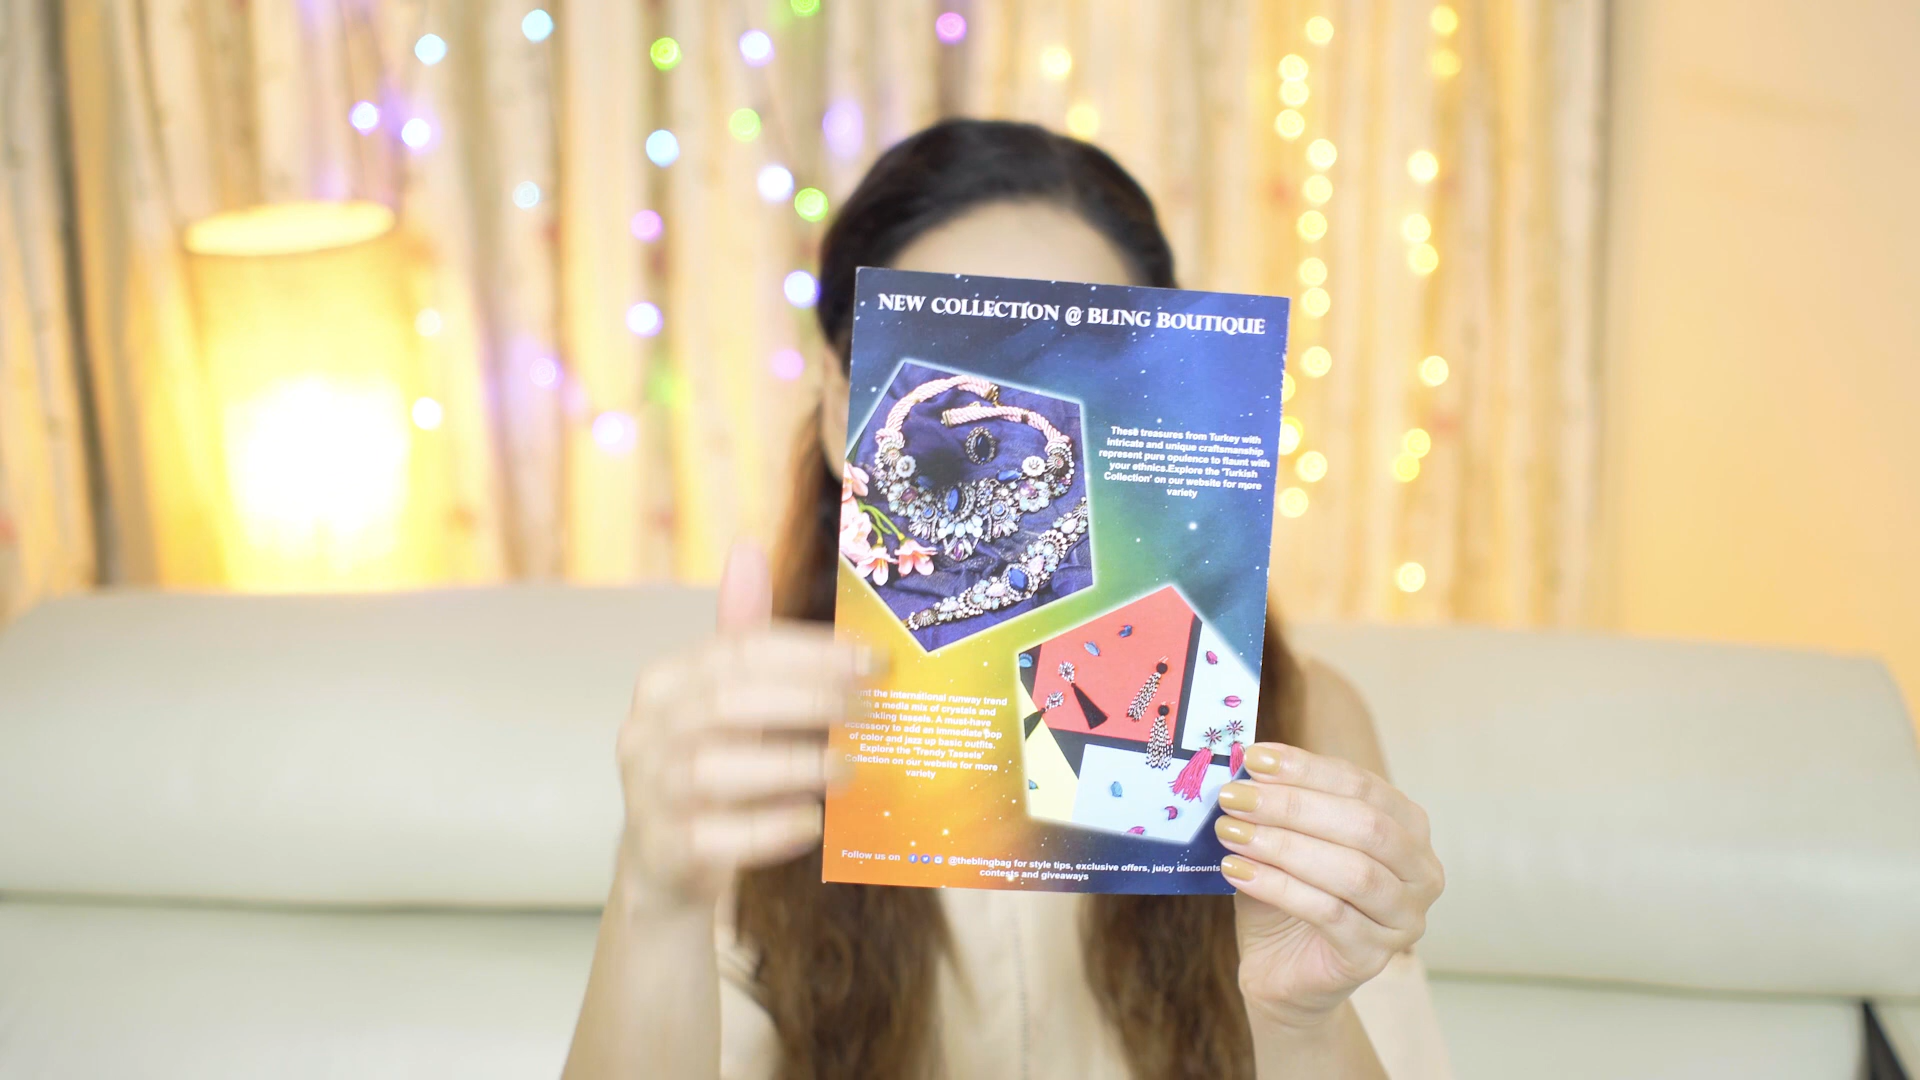 NEW COLLECTION @ BLING BOUTIQUE
These treasures from Turkey with
intricate and unique craftsmanship
represent pure opulence to flaunt with
your ethnics.Explore the 'Turkish
Collection' on our website for more
variety
the international runway trend
a media mix of crystals and
tassels. A must-have
accessory to add an immediate pop
of color and jazz up basic outfits.
Explore the 'Trendy Tassels'
Collection on our website for more
variety
Follow us on @theblingbag for style tips, exclusive offers, juicy discounts
contests and giveaways